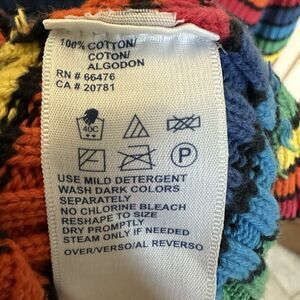 100% COTTON/
COTON/
ALGODON
RN # 66476
CA # 20781
40C
P
USE MILD DETERGENT
WASH DARK COLORS
SEPARATELY
NO CHLORINE BLEACH
RESHAPE TO SIZE
DRY PROMPTLY
STEAM ONLY IF NEEDED
OVER/VERSO/AL REVERSO